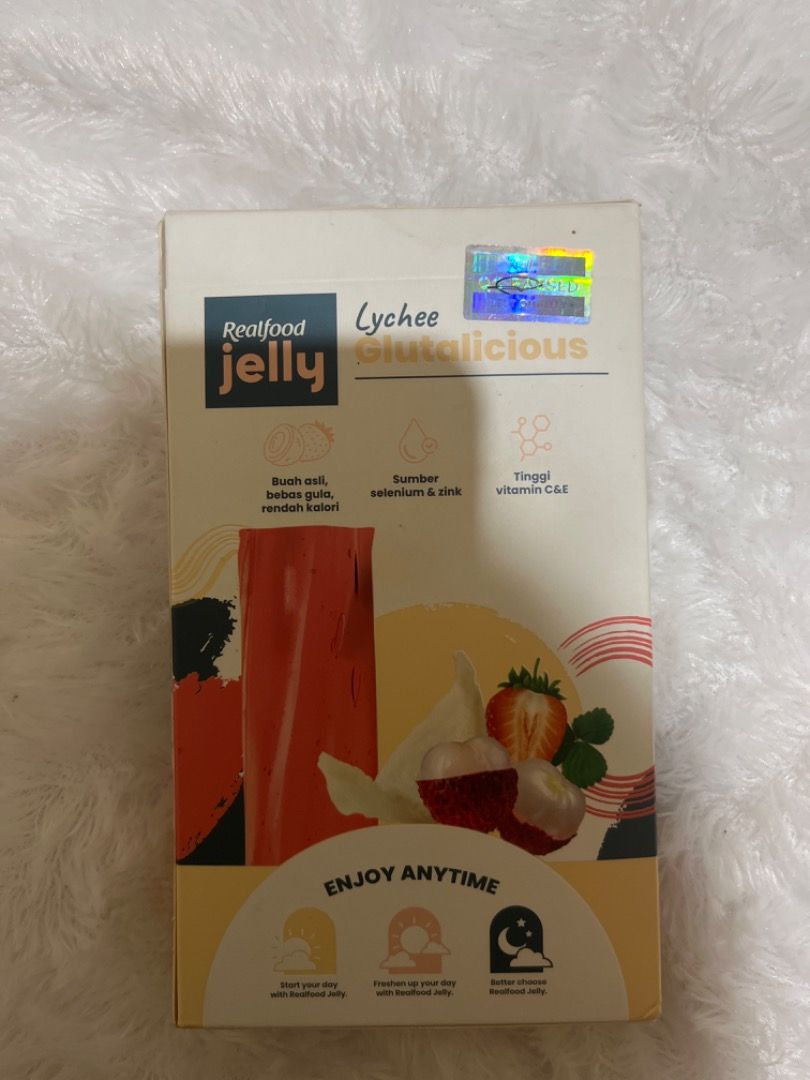 Realfood
jelly
Lychee
Glutalicious
Buah asli,
bebas gula,
rendah kalori
Sumber
selenium & zink
Tinggi
vitamin C&E
ENJOY ANYTIME
Start your day
with Realfood Jelly.
Freshen up your day
with Realfood Jelly.
Better choose
Realfood Jelly.